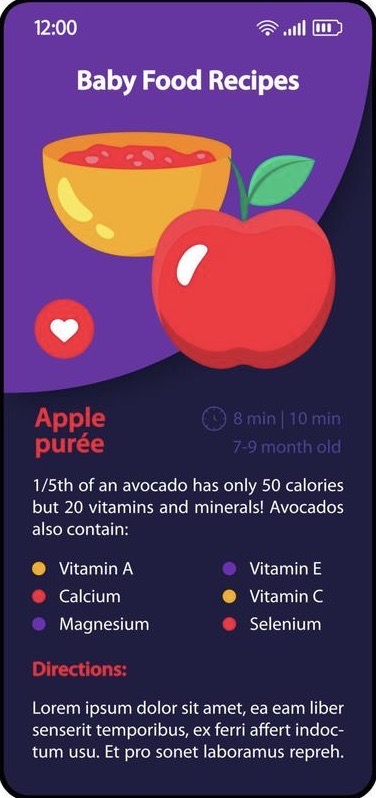 12:00
Baby Food Recipes
Apple
purée
8 min | 10 min
7-9 month old
1/5th of an avocado has only 50 calories
but 20 vitamins and minerals! Avocados
also contain:
Vitamin A
Vitamin E
Calcium
Vitamin C
Magnesium
Selenium
Directions:
Lorem ipsum dolor sit amet, ea eam liber
senserit temporibus, ex ferri affert indoc-
tum usu. Et pro sonet laboramus repreh.